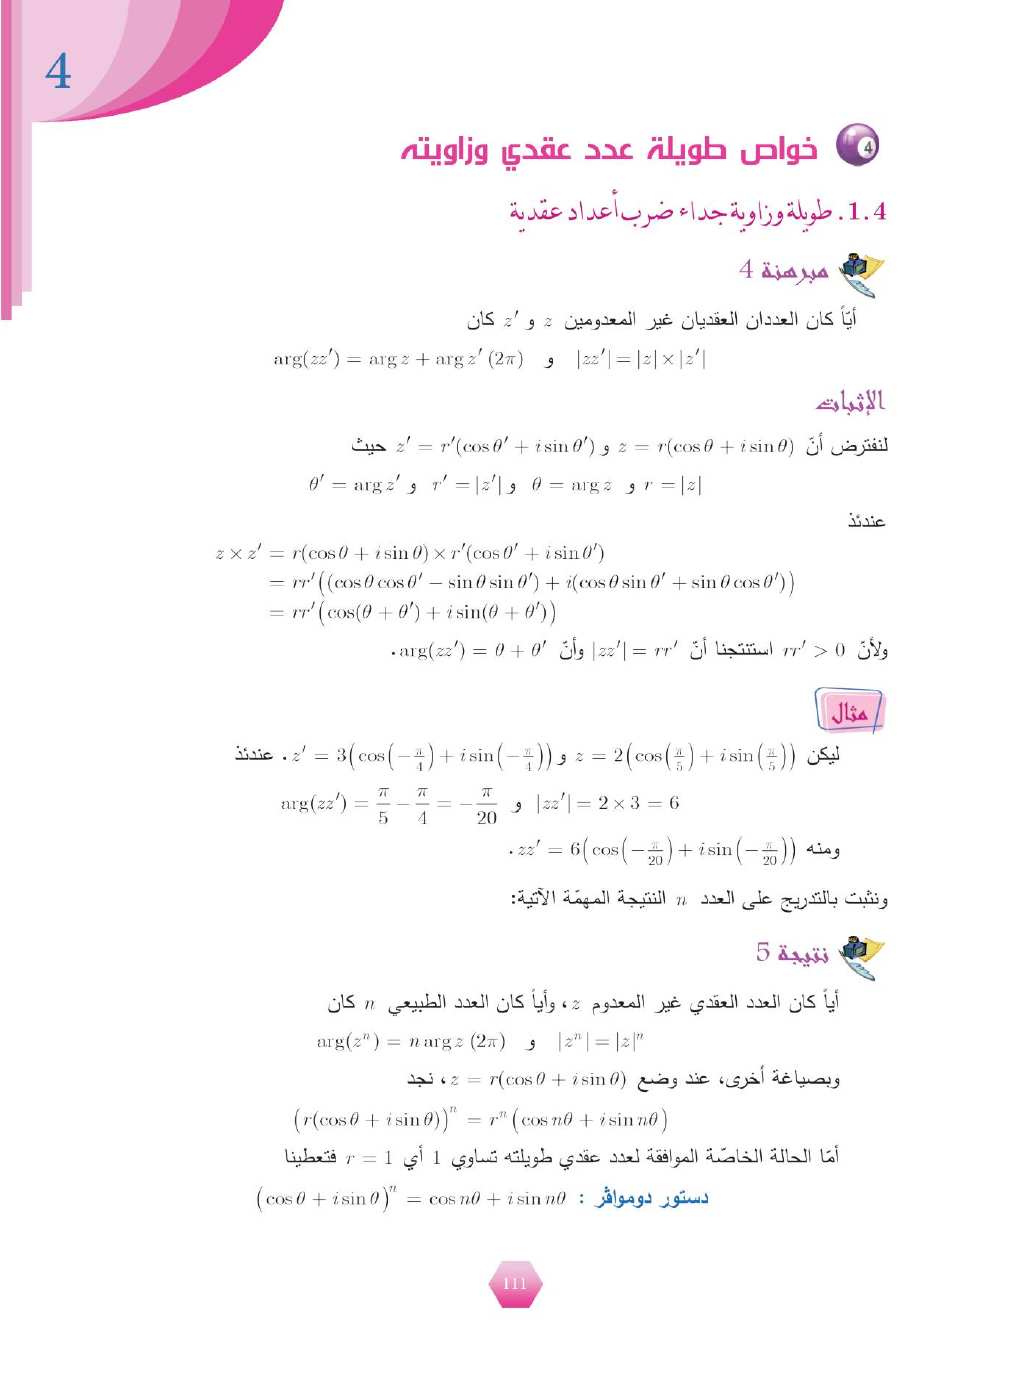 4
4 خواص طويلة عدد عقدي وزاويته
1.4. طويلة وزاوية جداء ضرب أعداد عقدية
مبرهنة 4
أيّاً كان العددان العقديان غير المعدومين z و z′ كان
arg(zz′) = arg z + arg z′ (2π) و |zz′| = |z| × |z′|
الإثبات
لنفترض أنّ z = r(cos θ + i sin θ) و z′ = r′(cos θ′ + i sin θ′) حيث
r = |z| و θ = arg z و r′ = |z′| و θ′ = arg z′
عندئذ
z × z′ = r(cos θ + i sin θ) × r′(cos θ′ + i sin θ′)
= rr′((cos θ cos θ′ − sin θ sin θ′) + i(cos θ sin θ′ + sin θ cos θ′))
= rr′(cos(θ + θ′) + i sin(θ + θ′))
ولأنّ rr′ > 0 استنتجنا أنّ |zz′| = rr′ وأنّ arg(zz′) = θ + θ′.
مثال
ليكن z = 2(cos(π/5) + i sin(π/5)) و z′ = 3(cos(−π/4) + i sin(−π/4)). عندئذ
arg(zz′) = π/5 − π/4 = −π/20 و |zz′| = 2 × 3 = 6
ومنه zz′ = 6(cos(−π/20) + i sin(−π/20)).
ونثبت بالتدريج على العدد n النتيجة المهمّة الآتية:
نتيجة 5
أياً كان العدد العقدي غير المعدوم z، وأياً كان العدد الطبيعي n كان
arg(zⁿ) = n arg z (2π) و |zⁿ| = |z|ⁿ
وبصياغة أخرى، عند وضع z = r(cos θ + i sin θ)، نجد
(r(cos θ + i sin θ))ⁿ = rⁿ(cos nθ + i sin nθ)
أمّا الحالة الخاصّة الموافقة لعدد عقدي طويلته تساوي 1 أي r = 1 فتعطينا
دستور دوموافر : (cos θ + i sin θ)ⁿ = cos nθ + i sin nθ
111